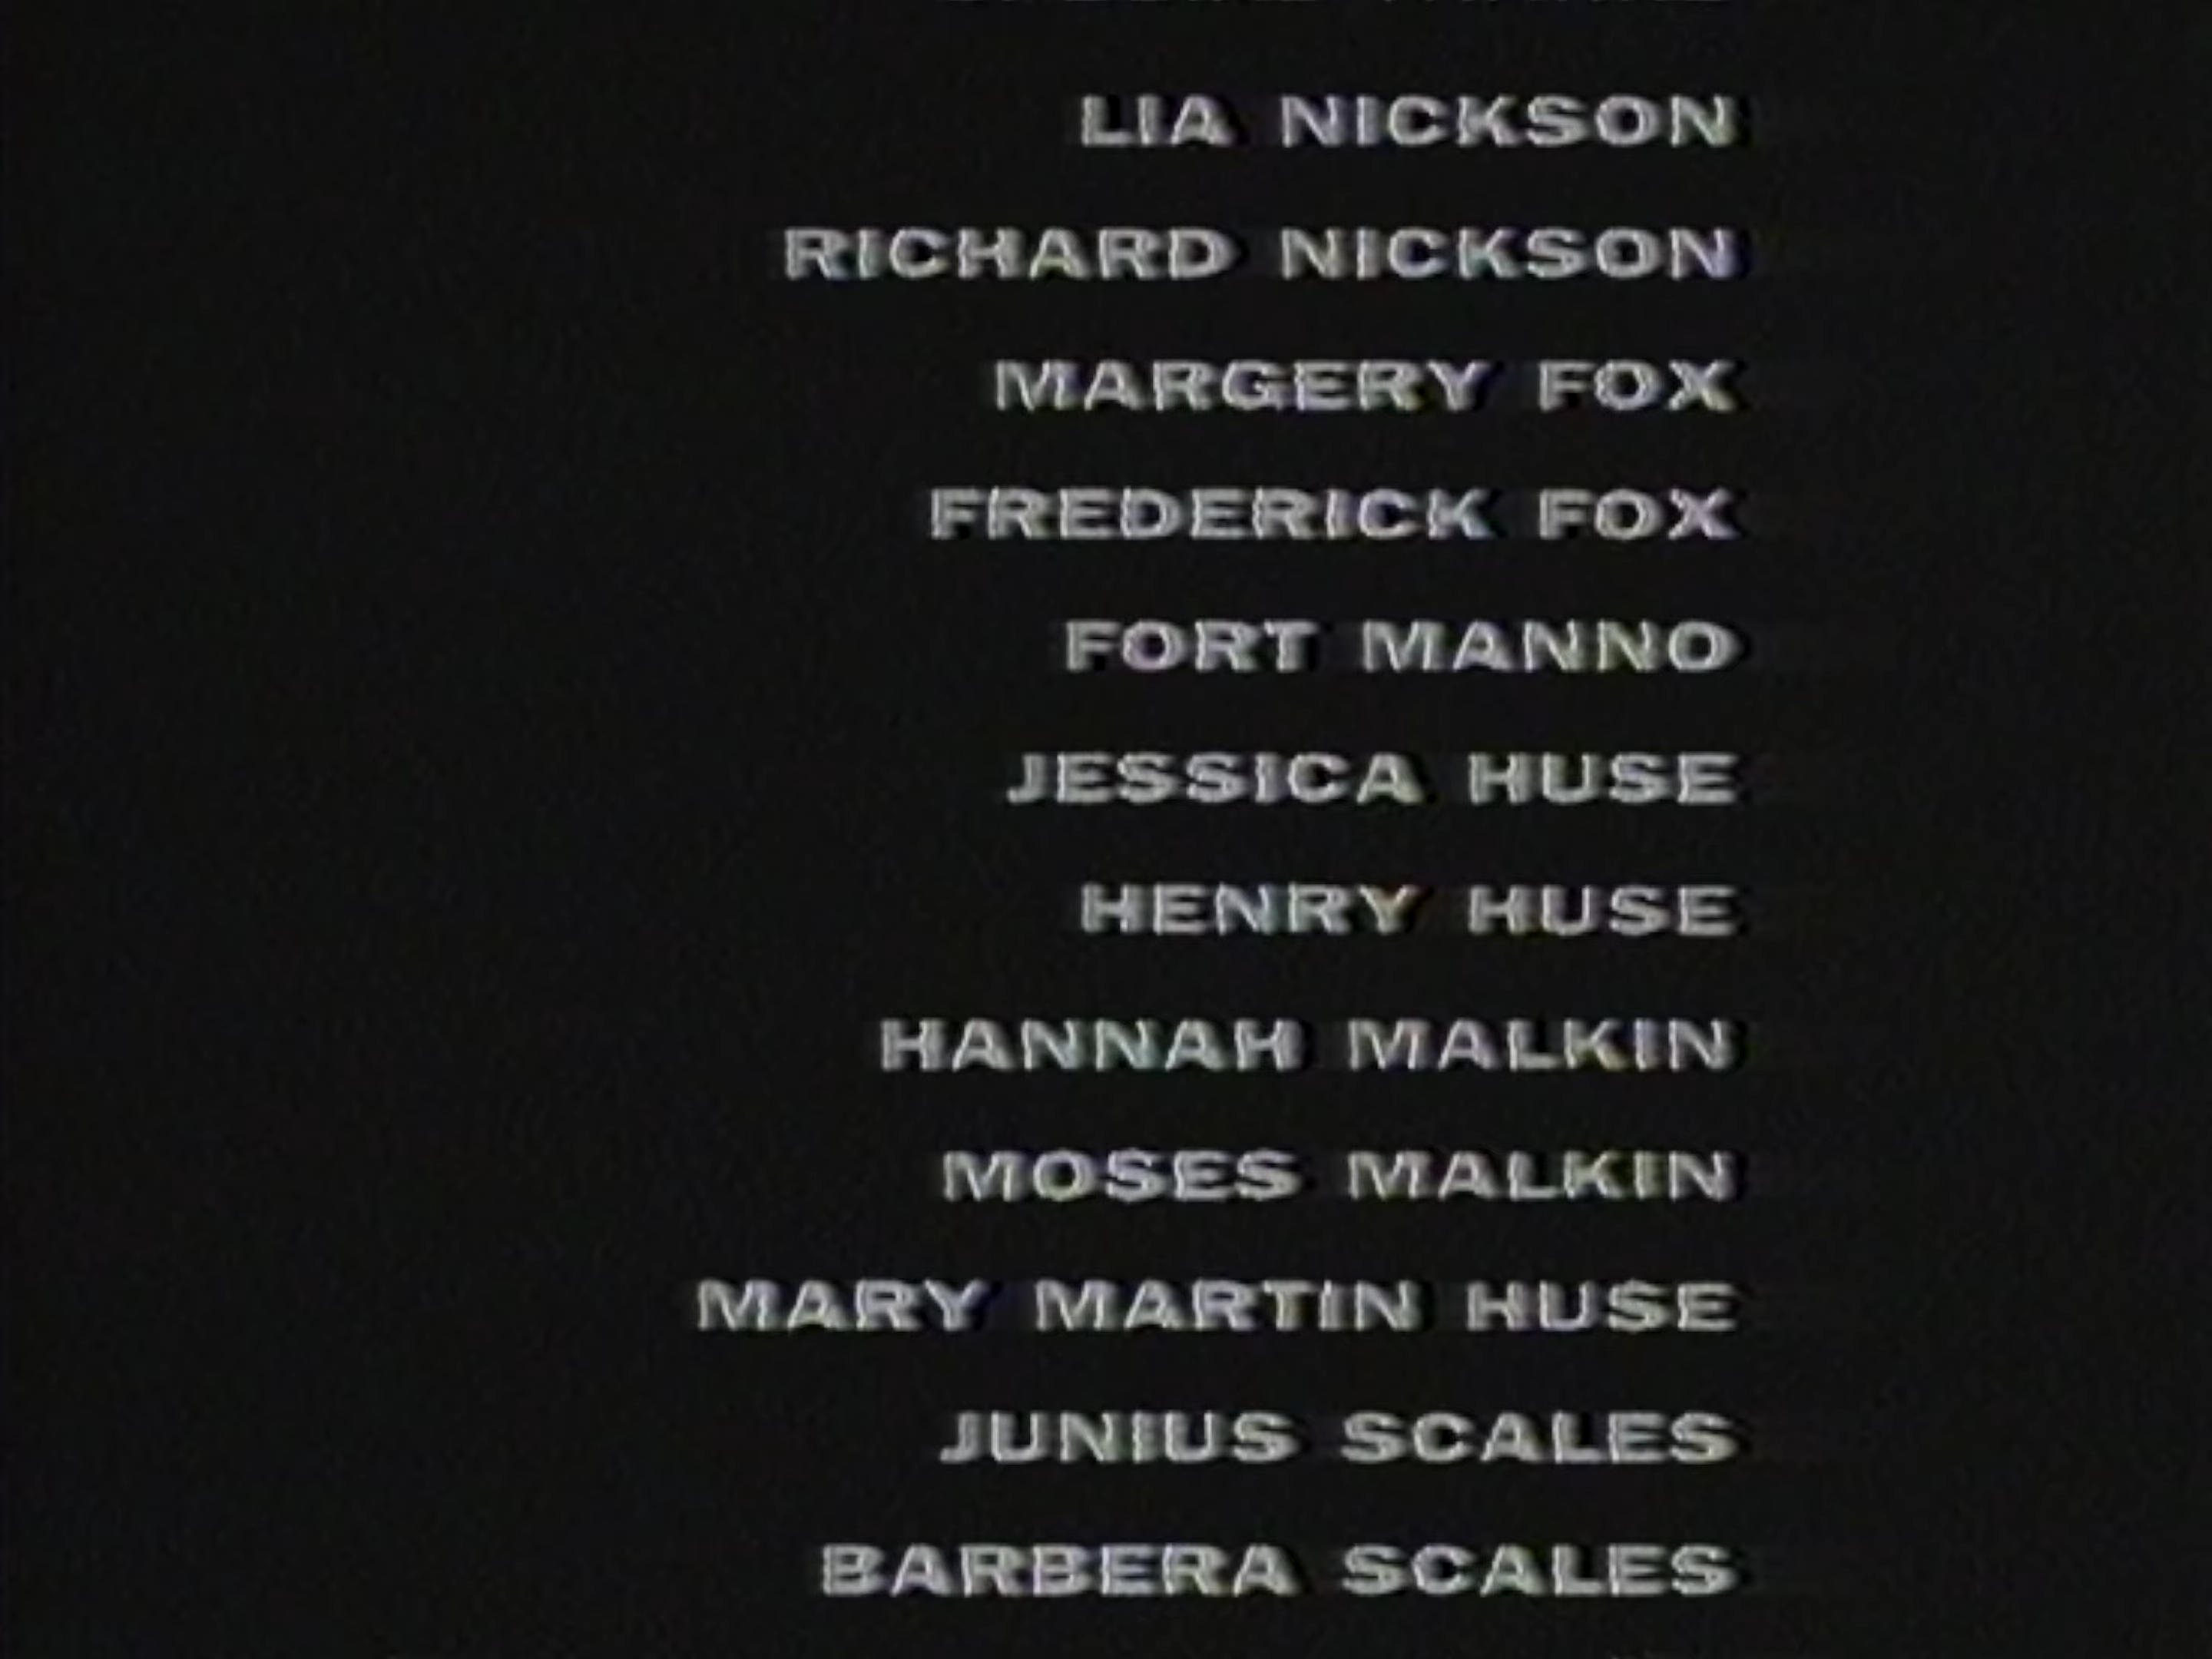 LIA NICKSON
RICHARD NICKSON
MARGERY FOX
FREDERICK FOX
FORT MANNO
JESSICA HUSE
HENRY HUSE
HANNAH MALKIN
MOSES MALKIN
MARY MARTIN HUSE
JUNIUS SCALES
BARBERA SCALES